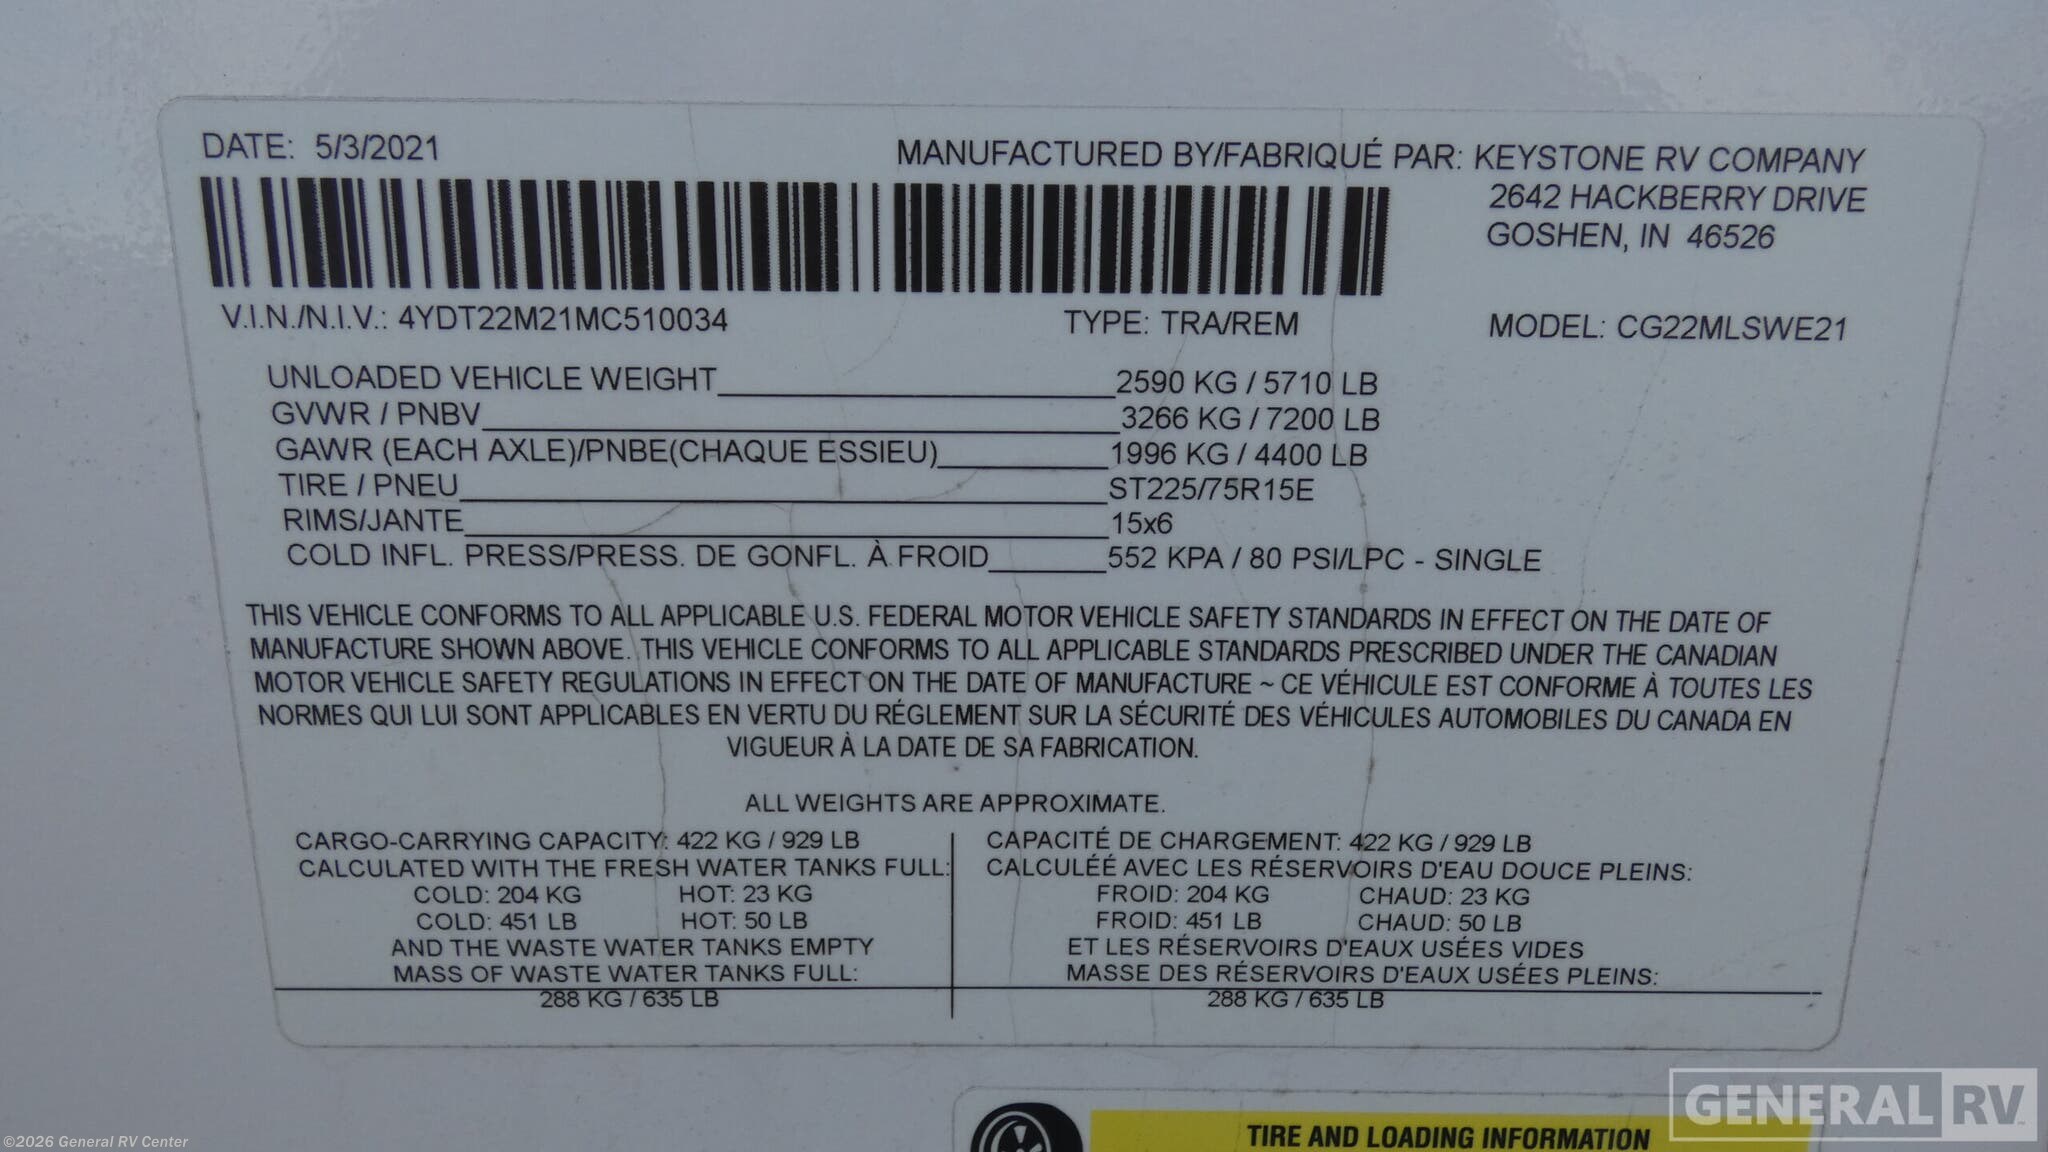 DATE: 5/3/2021
MANUFACTURED BY/FABRIQUÉ PAR: KEYSTONE RV COMPANY
2642 HACKBERRY DRIVE
GOSHEN, IN 46526
V.I.N./N.I.V.: 4YDT22M21MC510034 TYPE: TRA/REM MODEL: CG22MLSWE21
UNLOADED VEHICLE WEIGHT 2590 KG / 5710 LB
GVWR / PNBV 3266 KG / 7200 LB
GAWR (EACH AXLE)/PNBE(CHAQUE ESSIEU) 1996 KG / 4400 LB
TIRE / PNEU ST225/75R15E
RIMS/JANTE 15x6
COLD INFL. PRESS/PRESS. DE GONFL. À FROID 552 KPA / 80 PSI/LPC - SINGLE
THIS VEHICLE CONFORMS TO ALL APPLICABLE U.S. FEDERAL MOTOR VEHICLE SAFETY STANDARDS IN EFFECT ON THE DATE OF
MANUFACTURE SHOWN ABOVE. THIS VEHICLE CONFORMS TO ALL APPLICABLE STANDARDS PRESCRIBED UNDER THE CANADIAN
MOTOR VEHICLE SAFETY REGULATIONS IN EFFECT ON THE DATE OF MANUFACTURE ~ CE VÉHICULE EST CONFORME À TOUTES LES
NORMES QUI LUI SONT APPLICABLES EN VERTU DU RÉGLEMENT SUR LA SÉCURITÉ DES VÉHICULES AUTOMOBILES DU CANADA EN
VIGUEUR À LA DATE DE SA FABRICATION.
ALL WEIGHTS ARE APPROXIMATE.
CARGO-CARRYING CAPACITY: 422 KG / 929 LB
CALCULATED WITH THE FRESH WATER TANKS FULL:
COLD: 204 KG HOT: 23 KG
COLD: 451 LB HOT: 50 LB
AND THE WASTE WATER TANKS EMPTY
MASS OF WASTE WATER TANKS FULL:
288 KG / 635 LB
CAPACITÉ DE CHARGEMENT: 422 KG / 929 LB
CALCULÉÉ AVEC LES RÉSERVOIRS D'EAU DOUCE PLEINS:
FROID: 204 KG CHAUD: 23 KG
FROID: 451 LB CHAUD: 50 LB
ET LES RÉSERVOIRS D'EAUX USÉES VIDES
MASSE DES RÉSERVOIRS D'EAUX USÉES PLEINS:
288 KG / 635 LB
TIRE AND LOADING INFORMATION
GENERAL RV
©2026 General RV Center